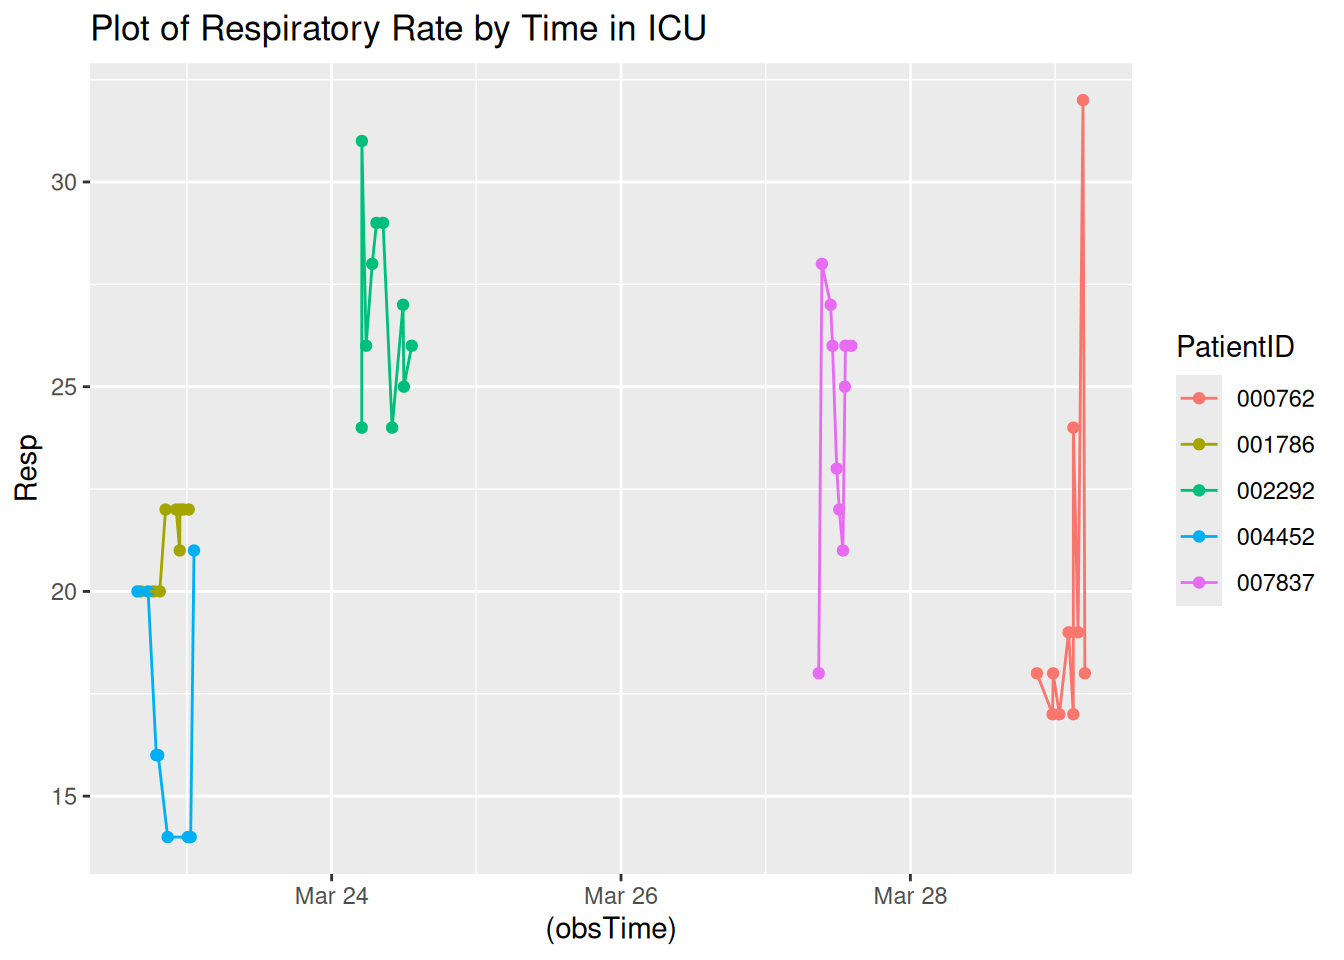 Plot of Respiratory Rate by Time in ICU
Resp
30
25
20
15
Mar 24
Mar 26
Mar 28
(obsTime)
PatientID
000762
001786
002292
004452
007837